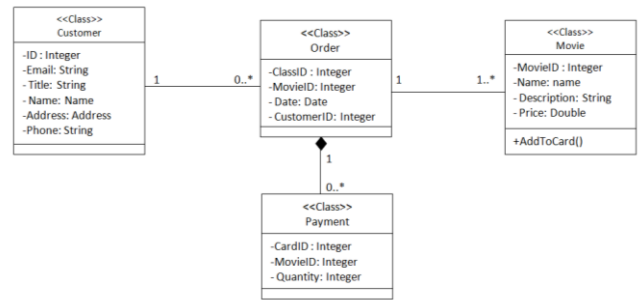 <<Class>>
Customer
-ID : Integer
-Email: String
- Title: String
- Name: Name
-Address: Address
-Phone: String
1
0..*
<<Class>>
Order
-ClassID : Integer
-MovieID: Integer
- Date: Date
- CustomerID: Integer
1
1..*
<<Class>>
Movie
-MovieID : Integer
-Name: name
- Description: String
- Price: Double
+AddToCard()
1
0..*
<<Class>>
Payment
-CardID : Integer
-MovieID: Integer
- Quantity: Integer